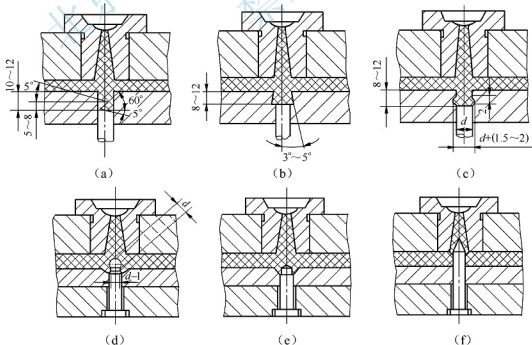 10～12
5°
5～8
60°
5°
(a)
8～12
3°～5°
(b)
8～12
d
2
d+(1.5～2)
(c)
d
d-1
(d)
(e)
(f)